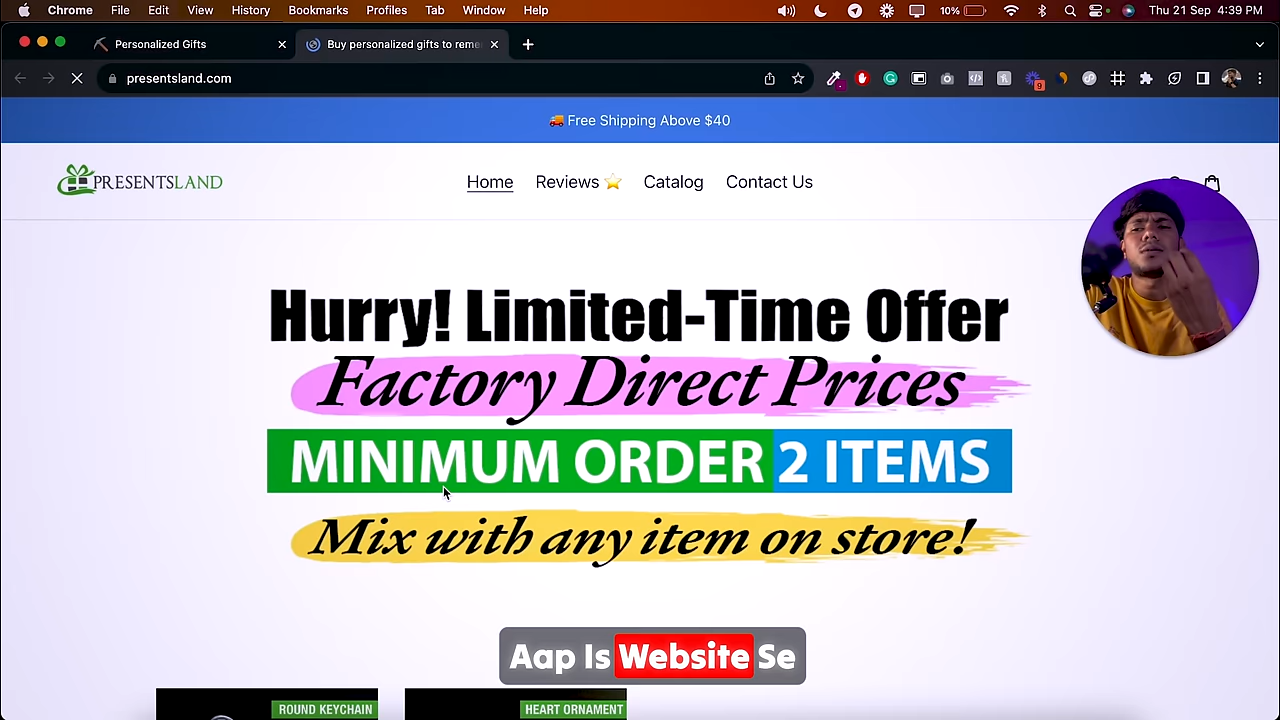 Chrome File Edit View History Bookmarks Profiles Tab Window Help 10% Thu 21 Sep 4:39 PM
Personalized Gifts Buy personalized gifts to reme
presentsland.com 9
🚚 Free Shipping Above $40
PRESENTSLAND Home Reviews ⭐ Catalog Contact Us
Hurry! Limited-Time Offer
Factory Direct Prices
MINIMUM ORDER 2 ITEMS
Mix with any item on store!
Aap Is Website Se
ROUND KEYCHAIN HEART ORNAMENT